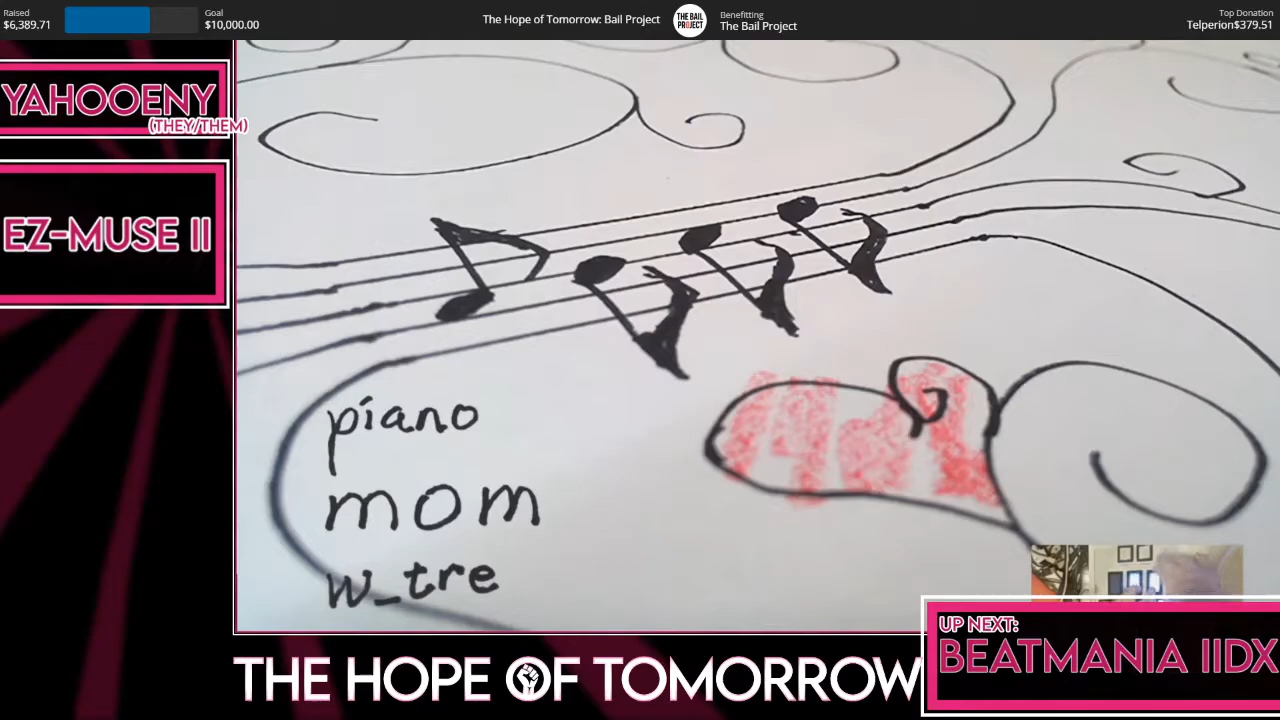 Raised
$6,389.71
Goal
$10,000.00
The Hope of Tomorrow: Bail Project
THE BAIL
PROJECT
Benefitting
The Bail Project
Top Donation
Telperion$379.51
YAHOOENY
(THEY/THEM)
EZ-MUSE II
piano
mom
w_tre
UP NEXT:
BEATMANIA IIDX
THE HOPE OF TOMORROW